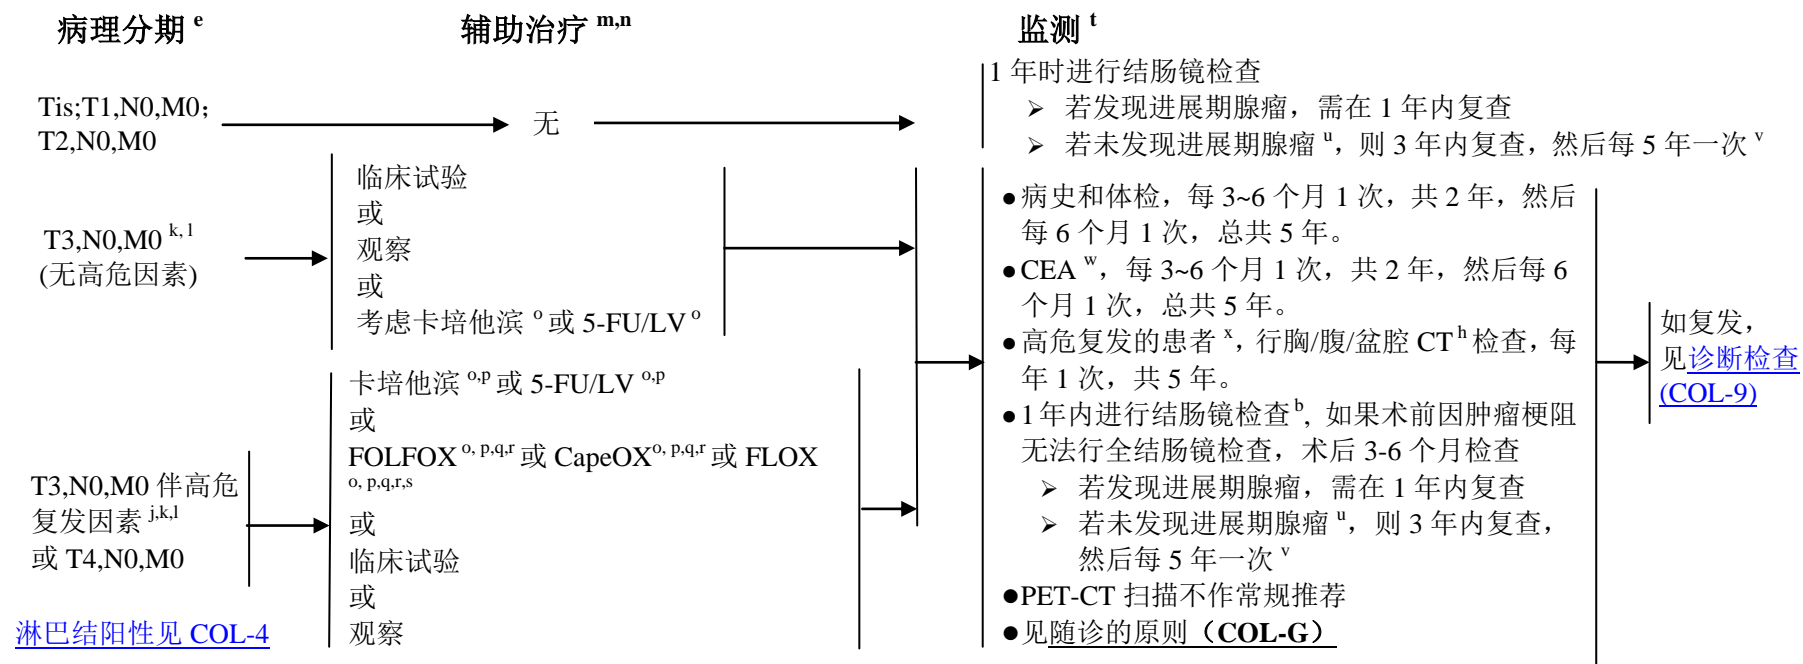 病理分期 e
辅助治疗 m,n
监测 t
Tis;T1,N0,M0；
T2,N0,M0
无
1 年时进行结肠镜检查
➢ 若发现进展期腺瘤，需在 1 年内复查
➢ 若未发现进展期腺瘤 u，则 3 年内复查，然后每 5 年一次 v
T3,N0,M0 k, l
(无高危因素)
临床试验
或
观察
或
考虑卡培他滨 o 或 5-FU/LV o
T3,N0,M0 伴高危
复发因素 j,k,l
或 T4,N0,M0
卡培他滨 o,p 或 5-FU/LV o,p
或
FOLFOX o, p,q,r 或 CapeOX o, p,q,r 或 FLOX
o, p,q,r,s
或
临床试验
或
观察
●病史和体检，每 3~6 个月 1 次，共 2 年，然后
每 6 个月 1 次，总共 5 年。
●CEA w，每 3~6 个月 1 次，共 2 年，然后每 6
个月 1 次，总共 5 年。
●高危复发的患者 x，行胸/腹/盆腔 CT h 检查，每
年 1 次，共 5 年。
●1 年内进行结肠镜检查 b, 如果术前因肿瘤梗阻
无法行全结肠镜检查，术后 3-6 个月检查
➢ 若发现进展期腺瘤，需在 1 年内复查
➢ 若未发现进展期腺瘤 u，则 3 年内复查，
然后每 5 年一次 v
●PET-CT 扫描不作常规推荐
●见随诊的原则（COL-G）
如复发，
见诊断检查
(COL-9)
淋巴结阳性见 COL-4